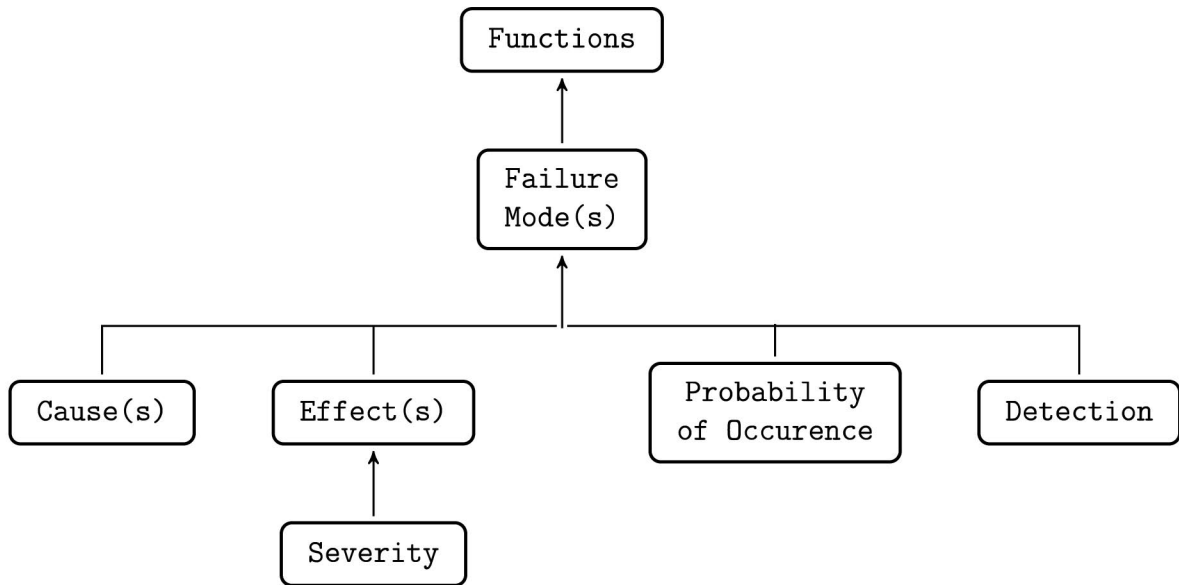 Functions
Failure
Mode(s)
Cause(s)
Effect(s)
Probability
of Occurence
Detection
Severity